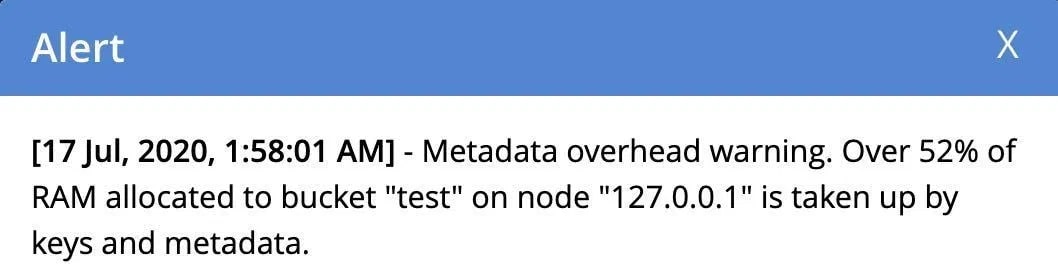 Alert X
[17 Jul, 2020, 1:58:01 AM] - Metadata overhead warning. Over 52% of
RAM allocated to bucket "test" on node "127.0.0.1" is taken up by
keys and metadata.